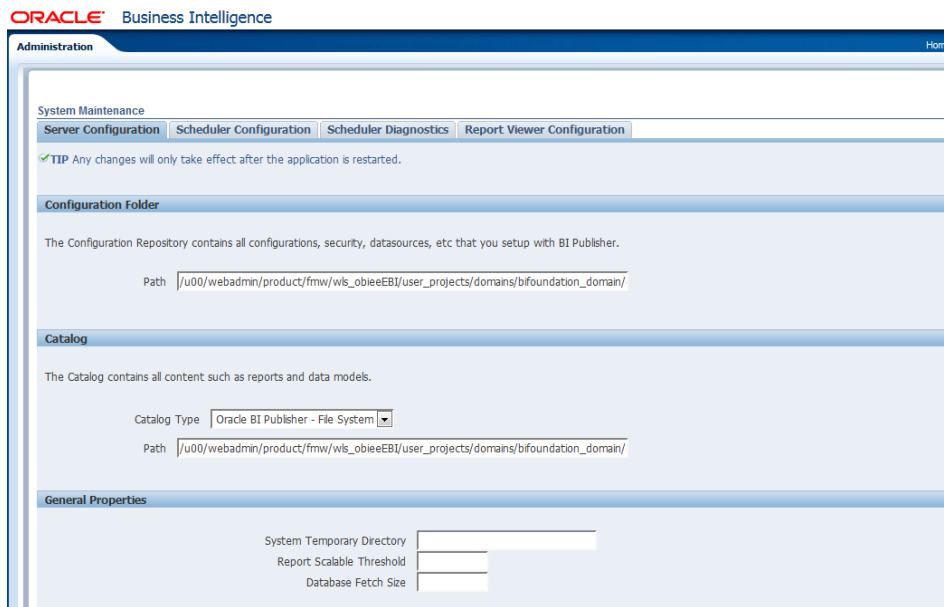 ORACLE Business Intelligence
Administration
System Maintenance
Server Configuration Scheduler Configuration Scheduler Diagnostics Report Viewer Configuration
TIP Any changes will only take effect after the application is restarted.
Configuration Folder
The Configuration Repository contains all configurations, security, datasources, etc that you setup with BI Publisher.
Path /u00/webadmin/product/fmw/wls_obieeEBI/user_projects/domains/bifoundation_domain/
Catalog
The Catalog contains all content such as reports and data models.
Catalog Type Oracle BI Publisher - File System
Path /u00/webadmin/product/fmw/wls_obieeEBI/user_projects/domains/bifoundation_domain/
General Properties
System Temporary Directory
Report Scalable Threshold
Database Fetch Size